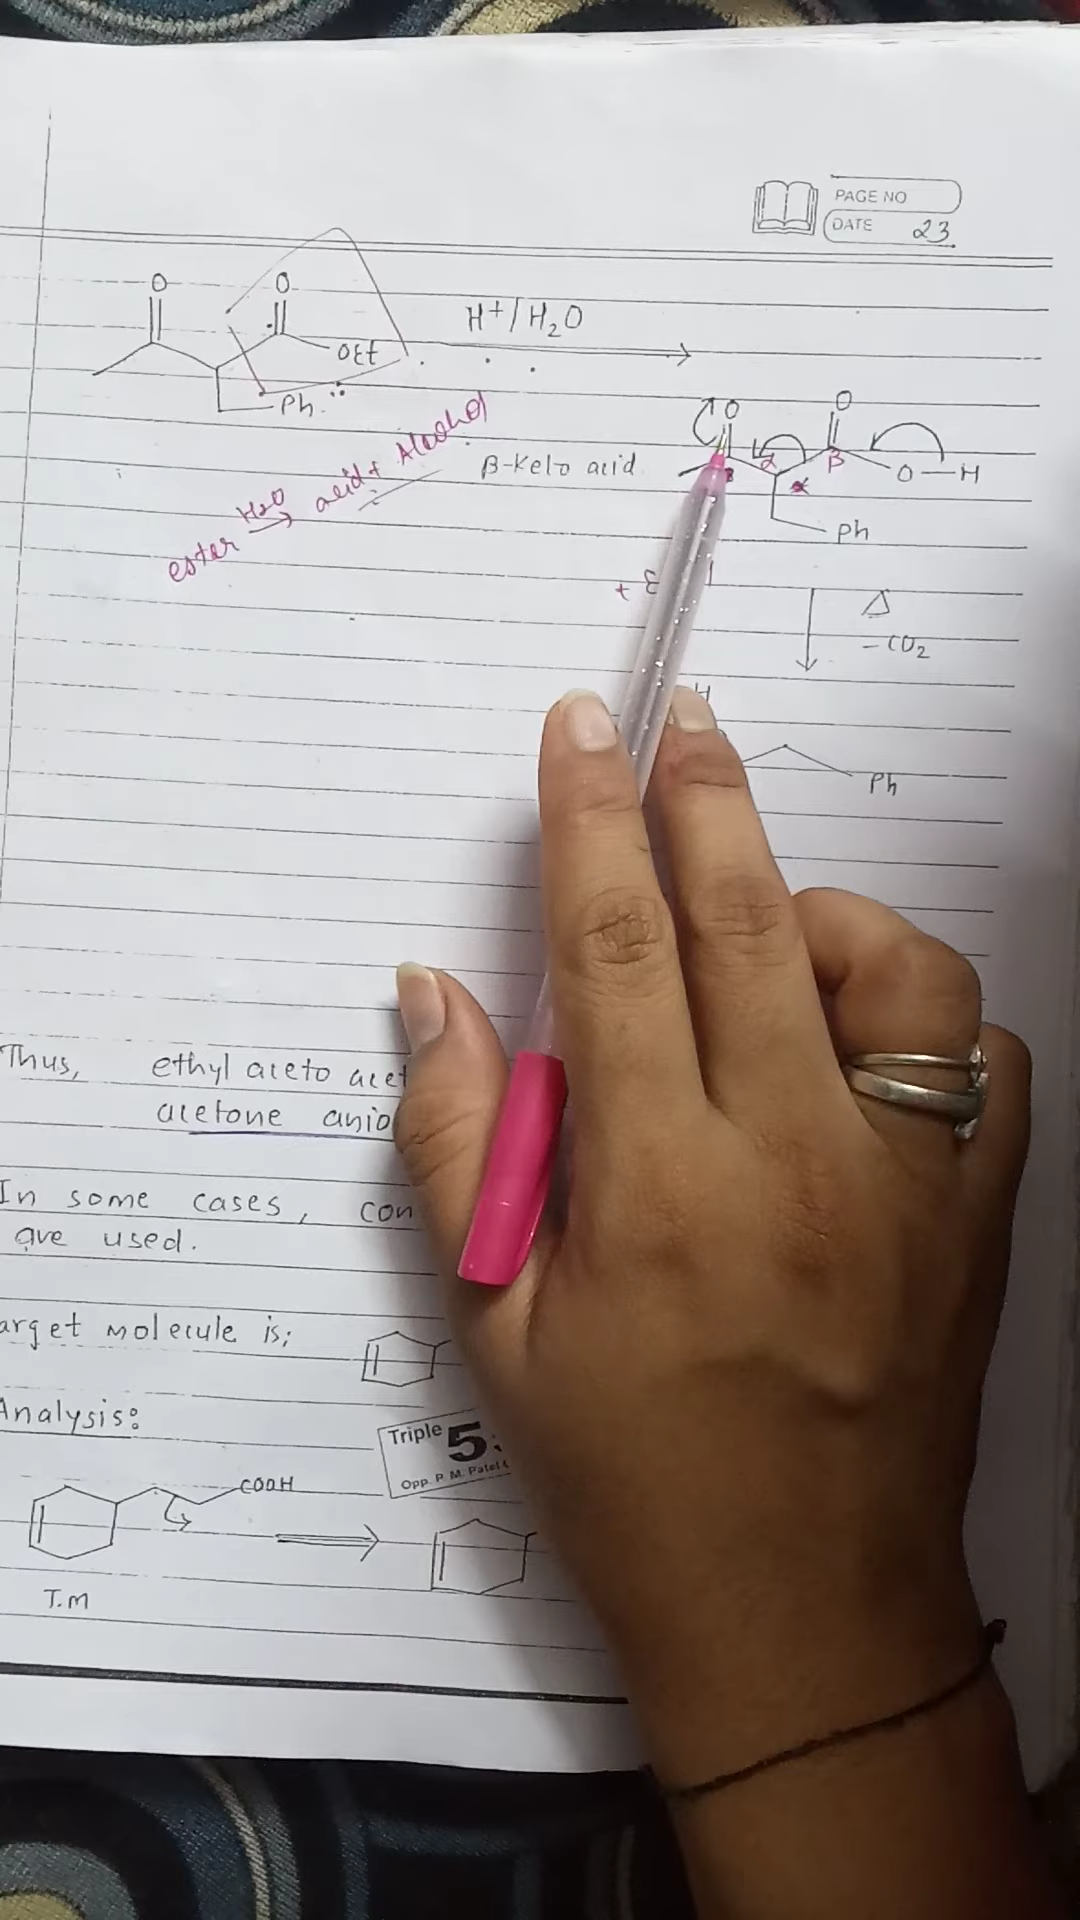 PAGE NO
DATE 23
O O
OEt
Ph
H+/H2O
ester H2O → acid + Alcohol
β-Keto acid
O O
α β
α
O—H
Ph
+
Δ
-CO2
H
Ph
Thus, ethyl aceto acet
acetone anio
In some cases, con
are used.
arget molecule is;
Analysis:
Triple 5
Opp. P. M. Patel
COOH
T.M